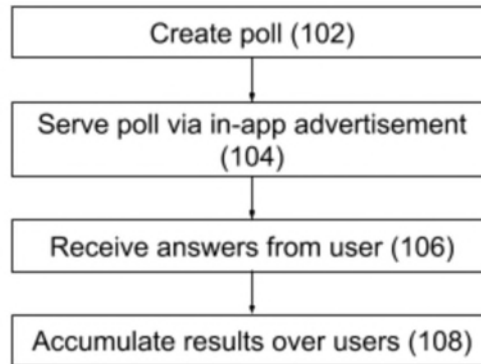 Create poll (102)
Serve poll via in-app advertisement
(104)
Receive answers from user (106)
Accumulate results over users (108)